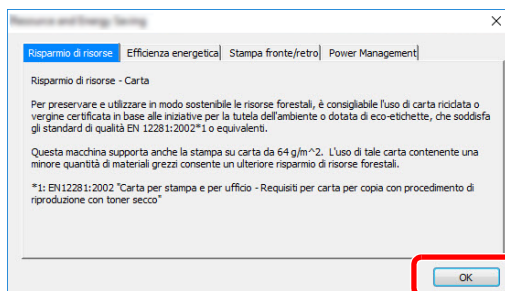 Resource and Energy Saving
Risparmio di risorse Efficienza energetica Stampa fronte/retro Power Management
Risparmio di risorse - Carta
Per preservare e utilizzare in modo sostenibile le risorse forestali, è consigliabile l'uso di carta riciclata o
vergine certificata in base alle iniziative per la tutela dell'ambiente o dotata di eco-etichette, che soddisfa
gli standard di qualità EN 12281:2002*1 o equivalenti.
Questa macchina supporta anche la stampa su carta da 64 g/m^2. L'uso di tale carta contenente una
minore quantità di materiali grezzi consente un ulteriore risparmio di risorse forestali.
*1: EN12281:2002 "Carta per stampa e per ufficio - Requisiti per carta per copia con procedimento di
riproduzione con toner secco"
OK